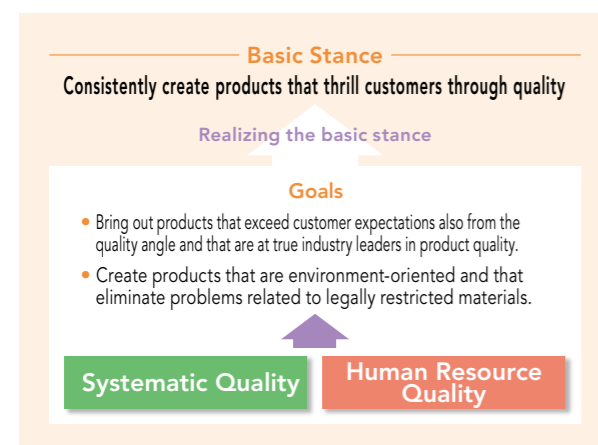 Basic Stance
Consistently create products that thrill customers through quality
Realizing the basic stance
Goals
• Bring out products that exceed customer expectations also from the
quality angle and that are at true industry leaders in product quality.
• Create products that are environment-oriented and that
eliminate problems related to legally restricted materials.
Systematic Quality
Human Resource
Quality